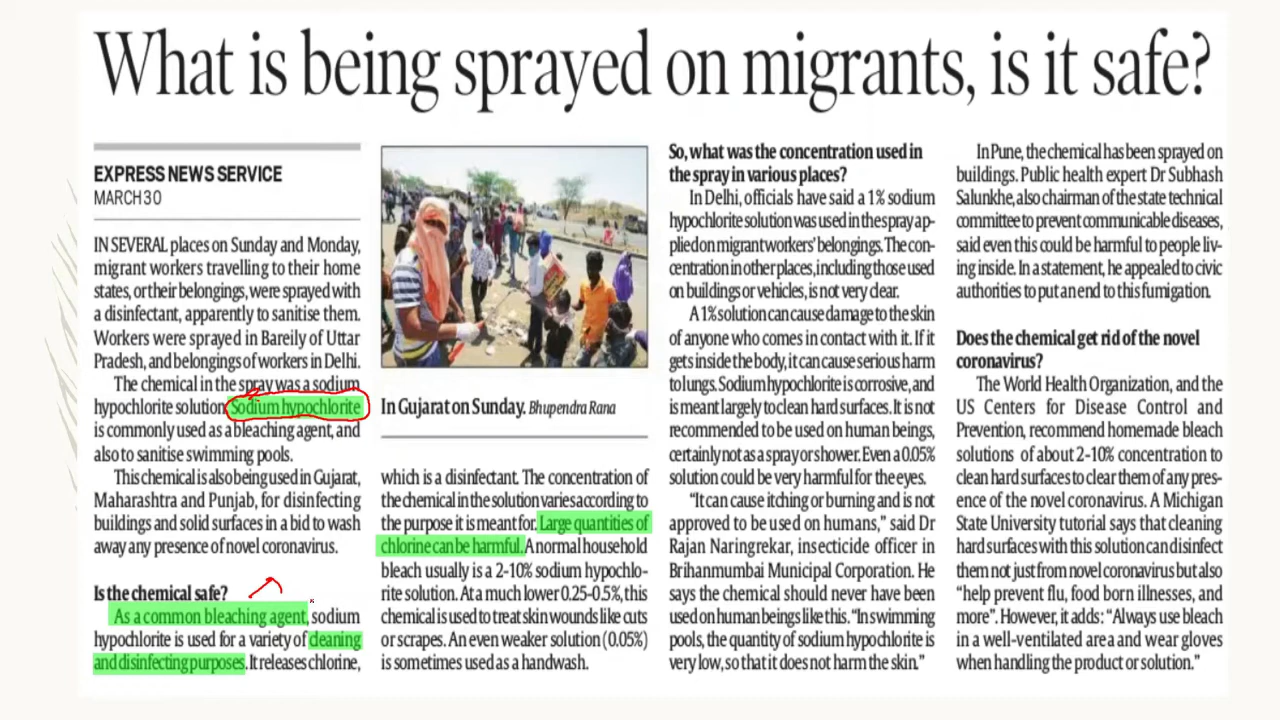 What is being sprayed on migrants, is it safe?
EXPRESS NEWS SERVICE
MARCH 30
IN SEVERAL places on Sunday and Monday,
migrant workers travelling to their home
states, or their belongings, were sprayed with
a disinfectant, apparently to sanitise them.
Workers were sprayed in Bareily of Uttar
Pradesh, and belongings of workers in Delhi.
The chemical in the spray was a sodium
hypochlorite solution. Sodium hypochlorite
is commonly used as a bleaching agent, and
also to sanitise swimming pools.
This chemical is also being used in Gujarat,
Maharashtra and Punjab, for disinfecting
buildings and solid surfaces in a bid to wash
away any presence of novel coronavirus.
Is the chemical safe?
As a common bleaching agent, sodium
hypochlorite is used for a variety of cleaning
and disinfecting purposes. It releases chlorine,
In Gujarat on Sunday. Bhupendra Rana
which is a disinfectant. The concentration of
the chemical in the solution varies according to
the purpose it is meant for. Large quantities of
chlorine can be harmful. A normal household
bleach usually is a 2-10% sodium hypochlo-
rite solution. At a much lower 0.25-0.5%, this
chemical is used to treat skin wounds like cuts
or scrapes. An even weaker solution (0.05%)
is sometimes used as a handwash.
So, what was the concentration used in
the spray in various places?
In Delhi, officials have said a 1% sodium
hypochlorite solution was used in the spray ap-
plied on migrant workers' belongings. The con-
centration in other places, including those used
on buildings or vehicles, is not very clear.
A 1% solution can cause damage to the skin
of anyone who comes in contact with it. If it
gets inside the body, it can cause serious harm
to lungs. Sodium hypochlorite is corrosive, and
is meant largely to clean hard surfaces. It is not
recommended to be used on human beings,
certainly not as a spray or shower. Even a 0.05%
solution could be very harmful for the eyes.
"It can cause itching or burning and is not
approved to be used on humans," said Dr
Rajan Naringrekar, insecticide officer in
Brihanmumbai Municipal Corporation. He
says the chemical should never have been
used on human beings like this. "In swimming
pools, the quantity of sodium hypochlorite is
very low, so that it does not harm the skin."
In Pune, the chemical has been sprayed on
buildings. Public health expert Dr Subhash
Salunkhe, also chairman of the state technical
committee to prevent communicable diseases,
said even this could be harmful to people liv-
ing inside. In a statement, he appealed to civic
authorities to put an end to this fumigation.
Does the chemical get rid of the novel
coronavirus?
The World Health Organization, and the
US Centers for Disease Control and
Prevention, recommend homemade bleach
solutions of about 2-10% concentration to
clean hard surfaces to clear them of any pres-
ence of the novel coronavirus. A Michigan
State University tutorial says that cleaning
hard surfaces with this solution can disinfect
them not just from novel coronavirus but also
"help prevent flu, food born illnesses, and
more". However, it adds: "Always use bleach
in a well-ventilated area and wear gloves
when handling the product or solution."